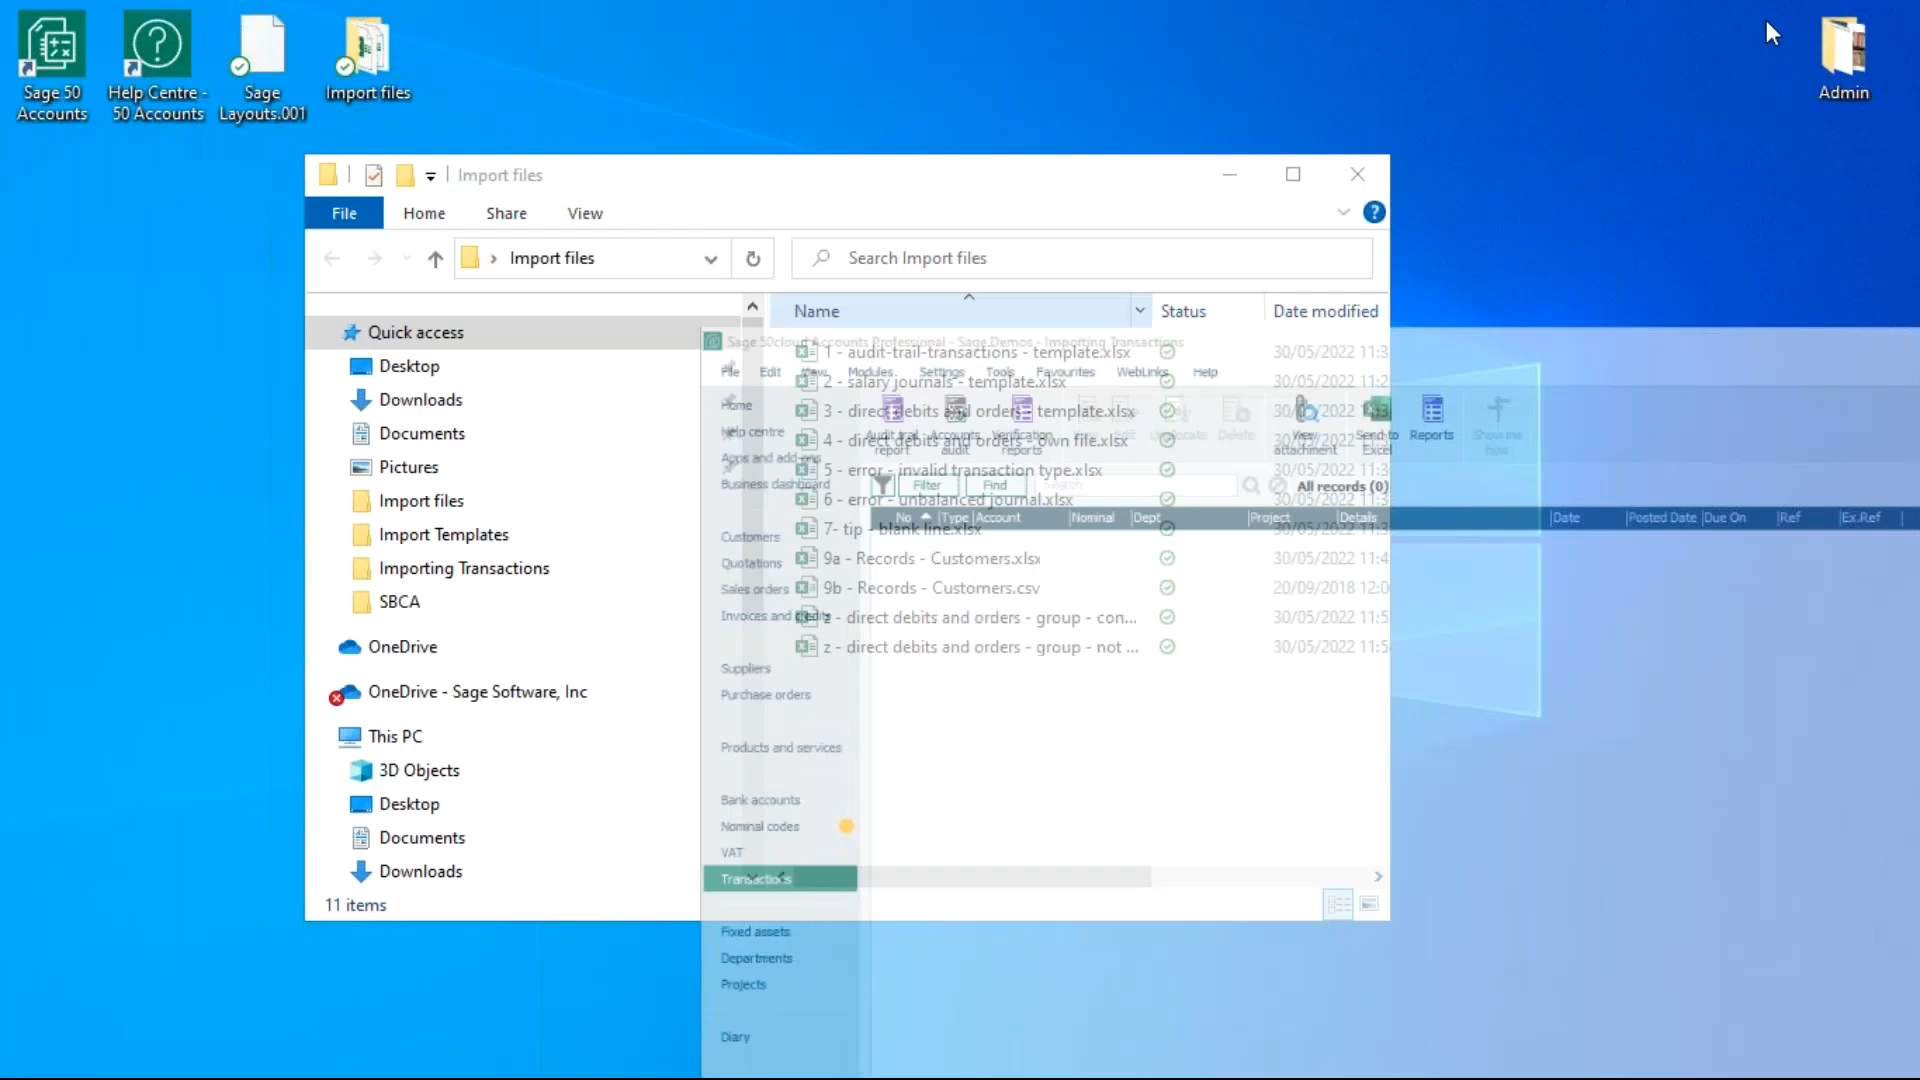 Sage 50
Accounts
Help Centre -
50 Accounts
Sage
Layouts.001
Import files
Admin
Import files
File Home Share View
Import files
Search Import files
Name Status Date modified
Quick access
Desktop
Downloads
Documents
Pictures
Import files
Import Templates
Importing Transactions
SBCA
OneDrive
OneDrive - Sage Software, Inc
This PC
3D Objects
Desktop
Documents
Downloads
11 items
1 - audit-trail-transactions - template.xlsx 30/05/2022 11:3
2 - salary journals - template.xlsx 30/05/2022 11:2
3 - direct debits and orders - template.xlsx
4 - direct debits and orders - own file.xlsx
5 - error - invalid transaction type.xlsx 30/05/2022 11:3
6 - error - unbalanced journal.xlsx 30/05/2022 11:3
7- tip - blank line.xlsx 30/05/2022 11:3
9a - Records - Customers.xlsx 30/05/2022 11:4
9b - Records - Customers.csv 20/09/2018 12:0
z - direct debits and orders - group - con... 30/05/2022 11:5
z - direct debits and orders - group - not ... 30/05/2022 11:5
Sage 50cloud Accounts Professional - Sage Demos - Importing Transactions
File Edit View Modules Settings Tools Favourites WebLinks Help
Audit trail
report
Accounts
audit
Verification
reports
Edit
Delete
View
attachment
Send to
Excel
Reports
Show me
how
Filter Find Search All records (0)
No Type Account Nominal Dept Project Details Date Posted Date Due On Ref Ex.Ref
Home
Help centre
Apps and add-ons
Business dashboard
Customers
Quotations
Sales orders
Invoices and credits
Suppliers
Purchase orders
Products and services
Bank accounts
Nominal codes
VAT
Transactions
Fixed assets
Departments
Projects
Diary